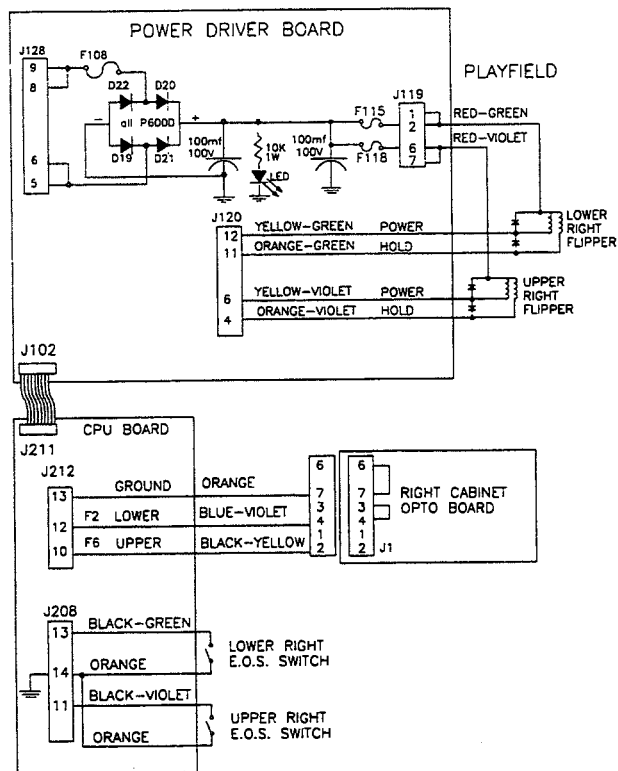 POWER DRIVER BOARD
J128
F108
9
8
6
5
D22
D20
all P600D
D19
D21
−
+
100mf
100V
10K
1W
LED
100mf
100V
F115
F118
J119
1
2
6
7
PLAYFIELD
RED-GREEN
RED-VIOLET
J120
12
11
6
4
YELLOW-GREEN POWER
ORANGE-GREEN HOLD
YELLOW-VIOLET POWER
ORANGE-VIOLET HOLD
LOWER
RIGHT
FLIPPER
UPPER
RIGHT
FLIPPER
J102
J211
CPU BOARD
J212
13
12
10
GROUND ORANGE
F2 LOWER BLUE-VIOLET
F6 UPPER BLACK-YELLOW
6
7
3
4
1
2
6
7
3
4
1
2
J1
RIGHT CABINET
OPTO BOARD
J208
13
14
11
BLACK-GREEN
ORANGE
BLACK-VIOLET
ORANGE
LOWER RIGHT
E.O.S. SWITCH
UPPER RIGHT
E.O.S. SWITCH